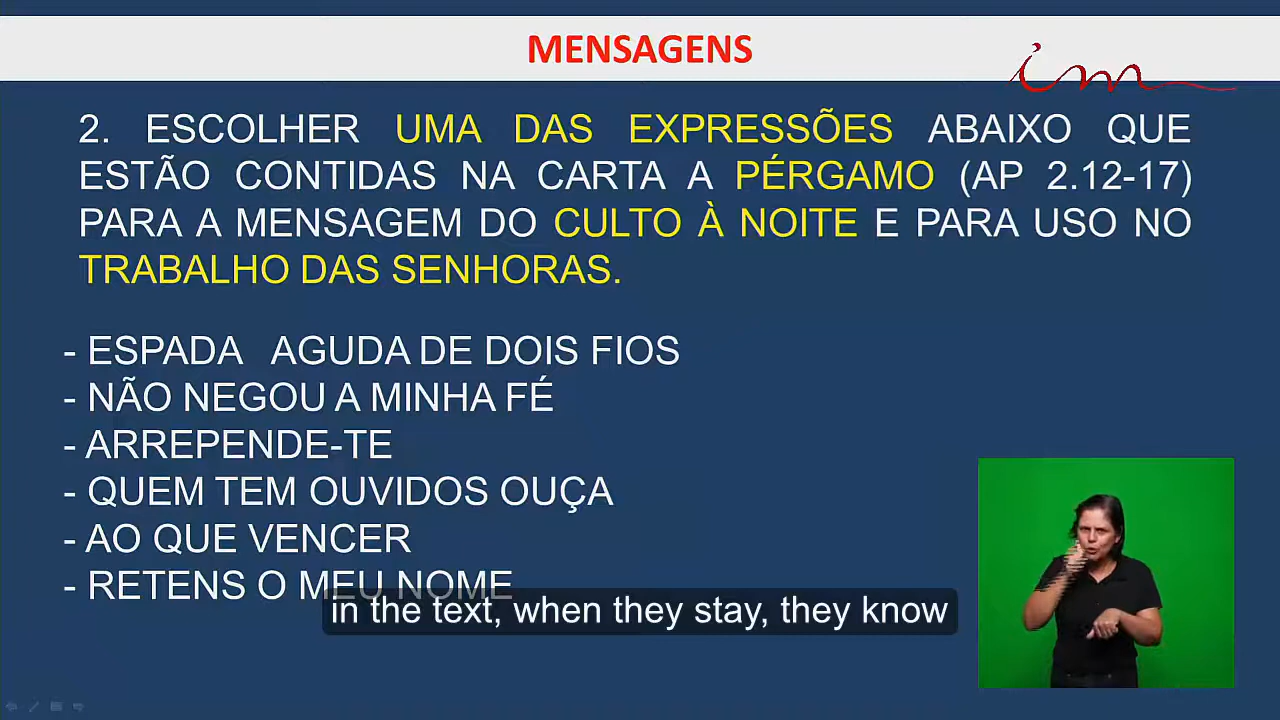 MENSAGENS
im
2. ESCOLHER UMA DAS EXPRESSÕES ABAIXO QUE
ESTÃO CONTIDAS NA CARTA A PÉRGAMO (AP 2.12-17)
PARA A MENSAGEM DO CULTO À NOITE E PARA USO NO
TRABALHO DAS SENHORAS.
- ESPADA AGUDA DE DOIS FIOS
- NÃO NEGOU A MINHA FÉ
- ARREPENDE-TE
- QUEM TEM OUVIDOS OUÇA
- AO QUE VENCER
- RETENS O MEU NOME
in the text, when they stay, they know